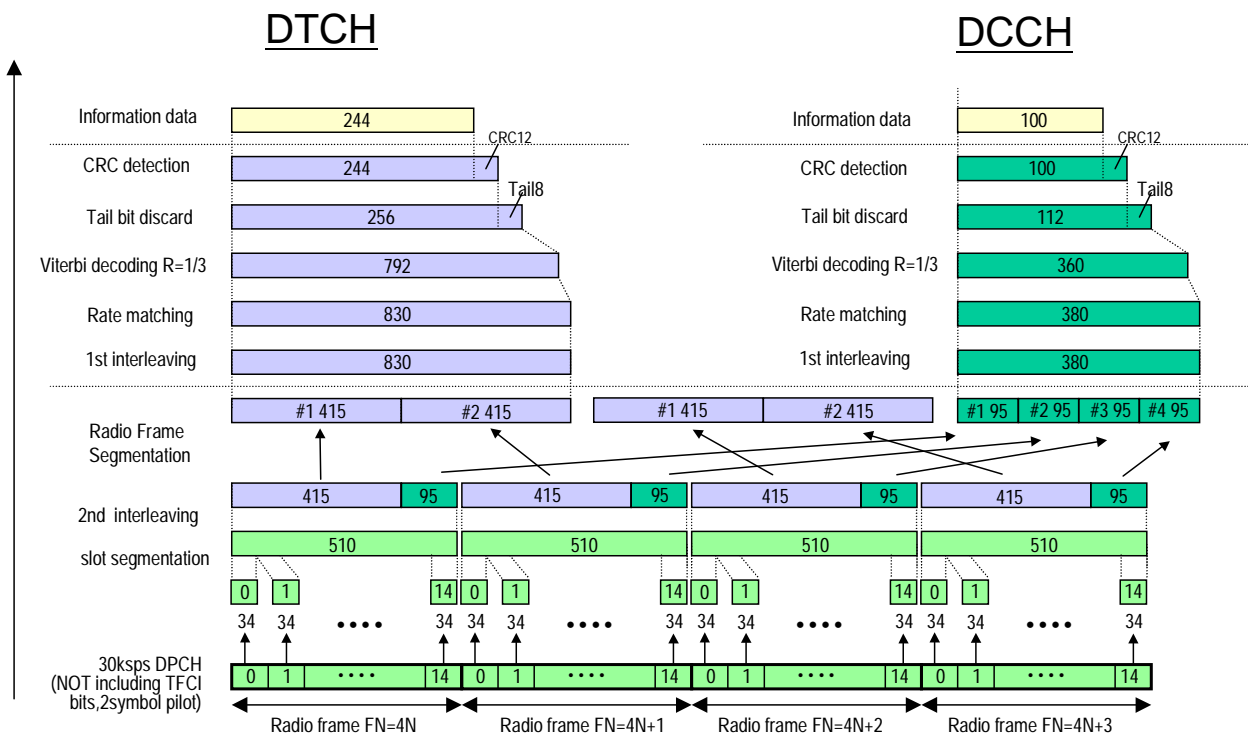 DTCH DCCH
Information data 244 Information data 100
CRC12 CRC12
CRC detection 244 CRC detection 100
Tail8 Tail8
Tail bit discard 256 Tail bit discard 112
Viterbi decoding R=1/3 792 Viterbi decoding R=1/3 360
Rate matching 830 Rate matching 380
1st interleaving 830 1st interleaving 380
#1 415 #2 415 #1 415 #2 415 #1 95 #2 95 #3 95 #4 95
Radio Frame
Segmentation
415 95 415 95 415 95 415 95
2nd interleaving
510 510 510 510
slot segmentation
0 1 14 0 1 14 0 1 14 0 1 14
34 34 •••• 34 34 34 •••• 34 34 34 •••• 34 34 34 •••• 34
30ksps DPCH
(NOT including TFCI
bits,2symbol pilot)
0 1 •••• 14 0 1 •••• 14 0 1 •••• 14 0 1 •••• 14
Radio frame FN=4N Radio frame FN=4N+1 Radio frame FN=4N+2 Radio frame FN=4N+3